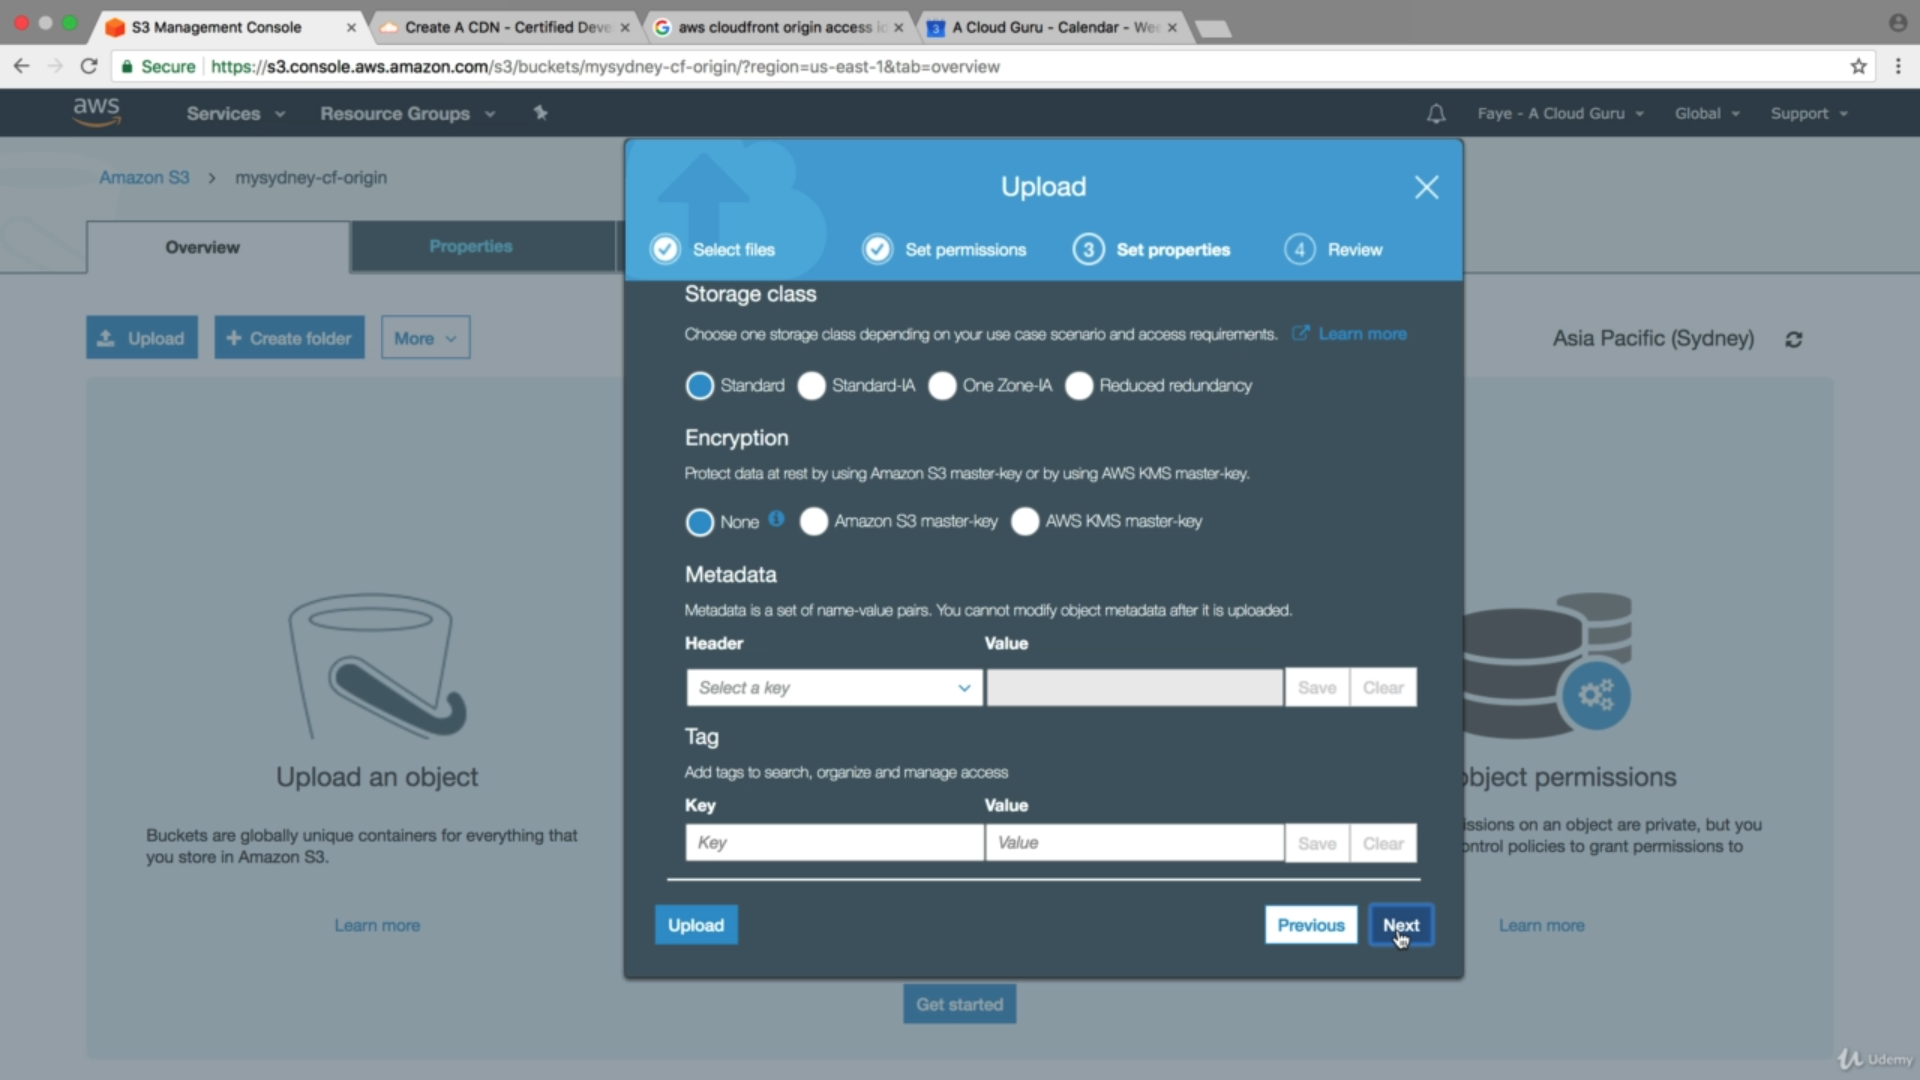 S3 Management Console
Create A CDN - Certified Deve
aws cloudfront origin access id
3
A Cloud Guru - Calendar - Wee
Secure
https://s3.console.aws.amazon.com/s3/buckets/mysydney-cf-origin/?region=us-east-1&tab=overview
aws
Services
Resource Groups
Faye - A Cloud Guru
Global
Support
Amazon S3 > mysydney-cf-origin
Overview
Properties
Upload
Create folder
More
Asia Pacific (Sydney)
Upload an object
Buckets are globally unique containers for everything that
you store in Amazon S3.
Learn more
Upload
Select files
Set permissions
3 Set properties
4 Review
Storage class
Choose one storage class depending on your use case scenario and access requirements. Learn more
Standard Standard-IA One Zone-IA Reduced redundancy
Encryption
Protect data at rest by using Amazon S3 master-key or by using AWS KMS master-key.
None Amazon S3 master-key AWS KMS master-key
Metadata
Metadata is a set of name-value pairs. You cannot modify object metadata after it is uploaded.
Header Value
Select a key Save Clear
Tag
Add tags to search, organize and manage access
Key Value
Key Value Save Clear
Upload Previous Next
Get started
object permissions
issions on an object are private, but you
ontrol policies to grant permissions to
Learn more
Udemy